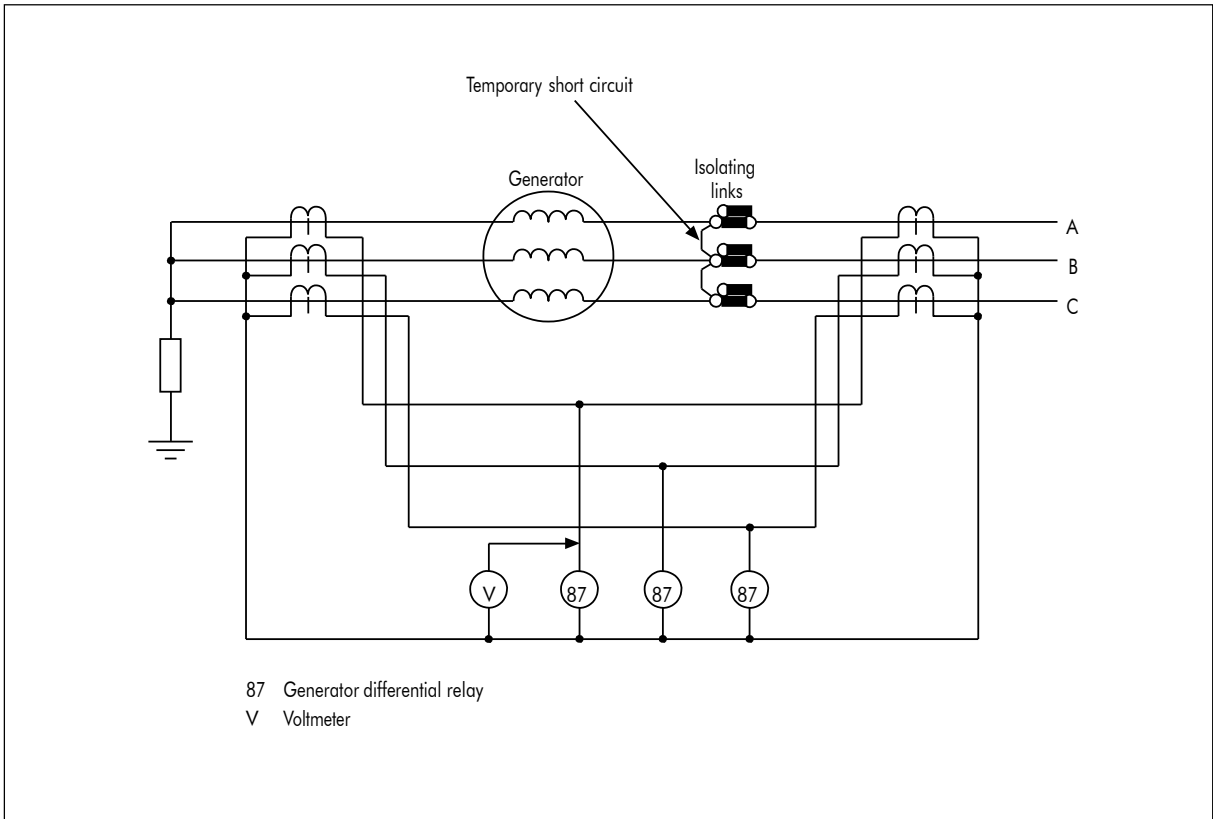 Temporary short circuit
Isolating
links
Generator
A
B
C
V
87
87
87
87 Generator differential relay
V Voltmeter